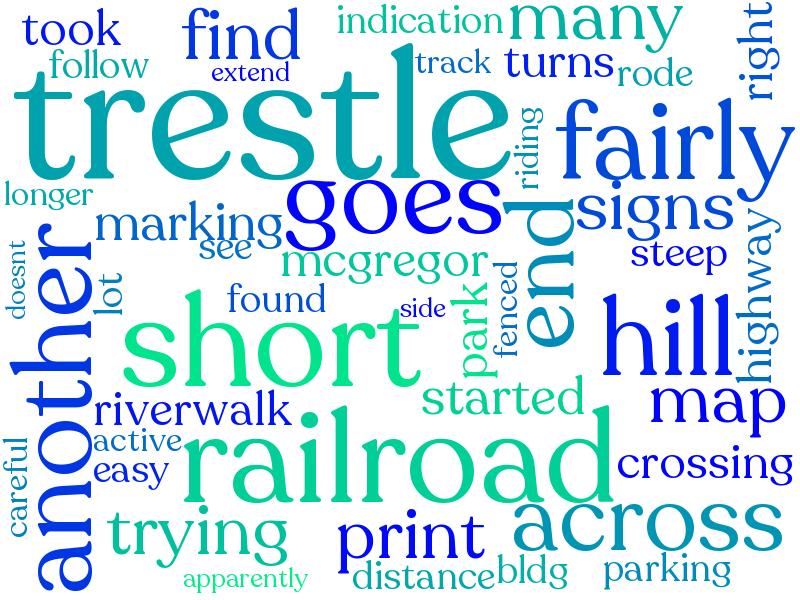 took
find
indication
many
right
follow
extend
track
turns
rode
trestle
fairly
riding
longer
goes
end
signs
marking
see
steep
another
doesnt
lot
mcgregor
highway
found
side
park
fenced
short
hill
riverwalk
started
map
active
easy
railroad
crossing
careful
trying
print
across
apparently
distance
bldg
parking